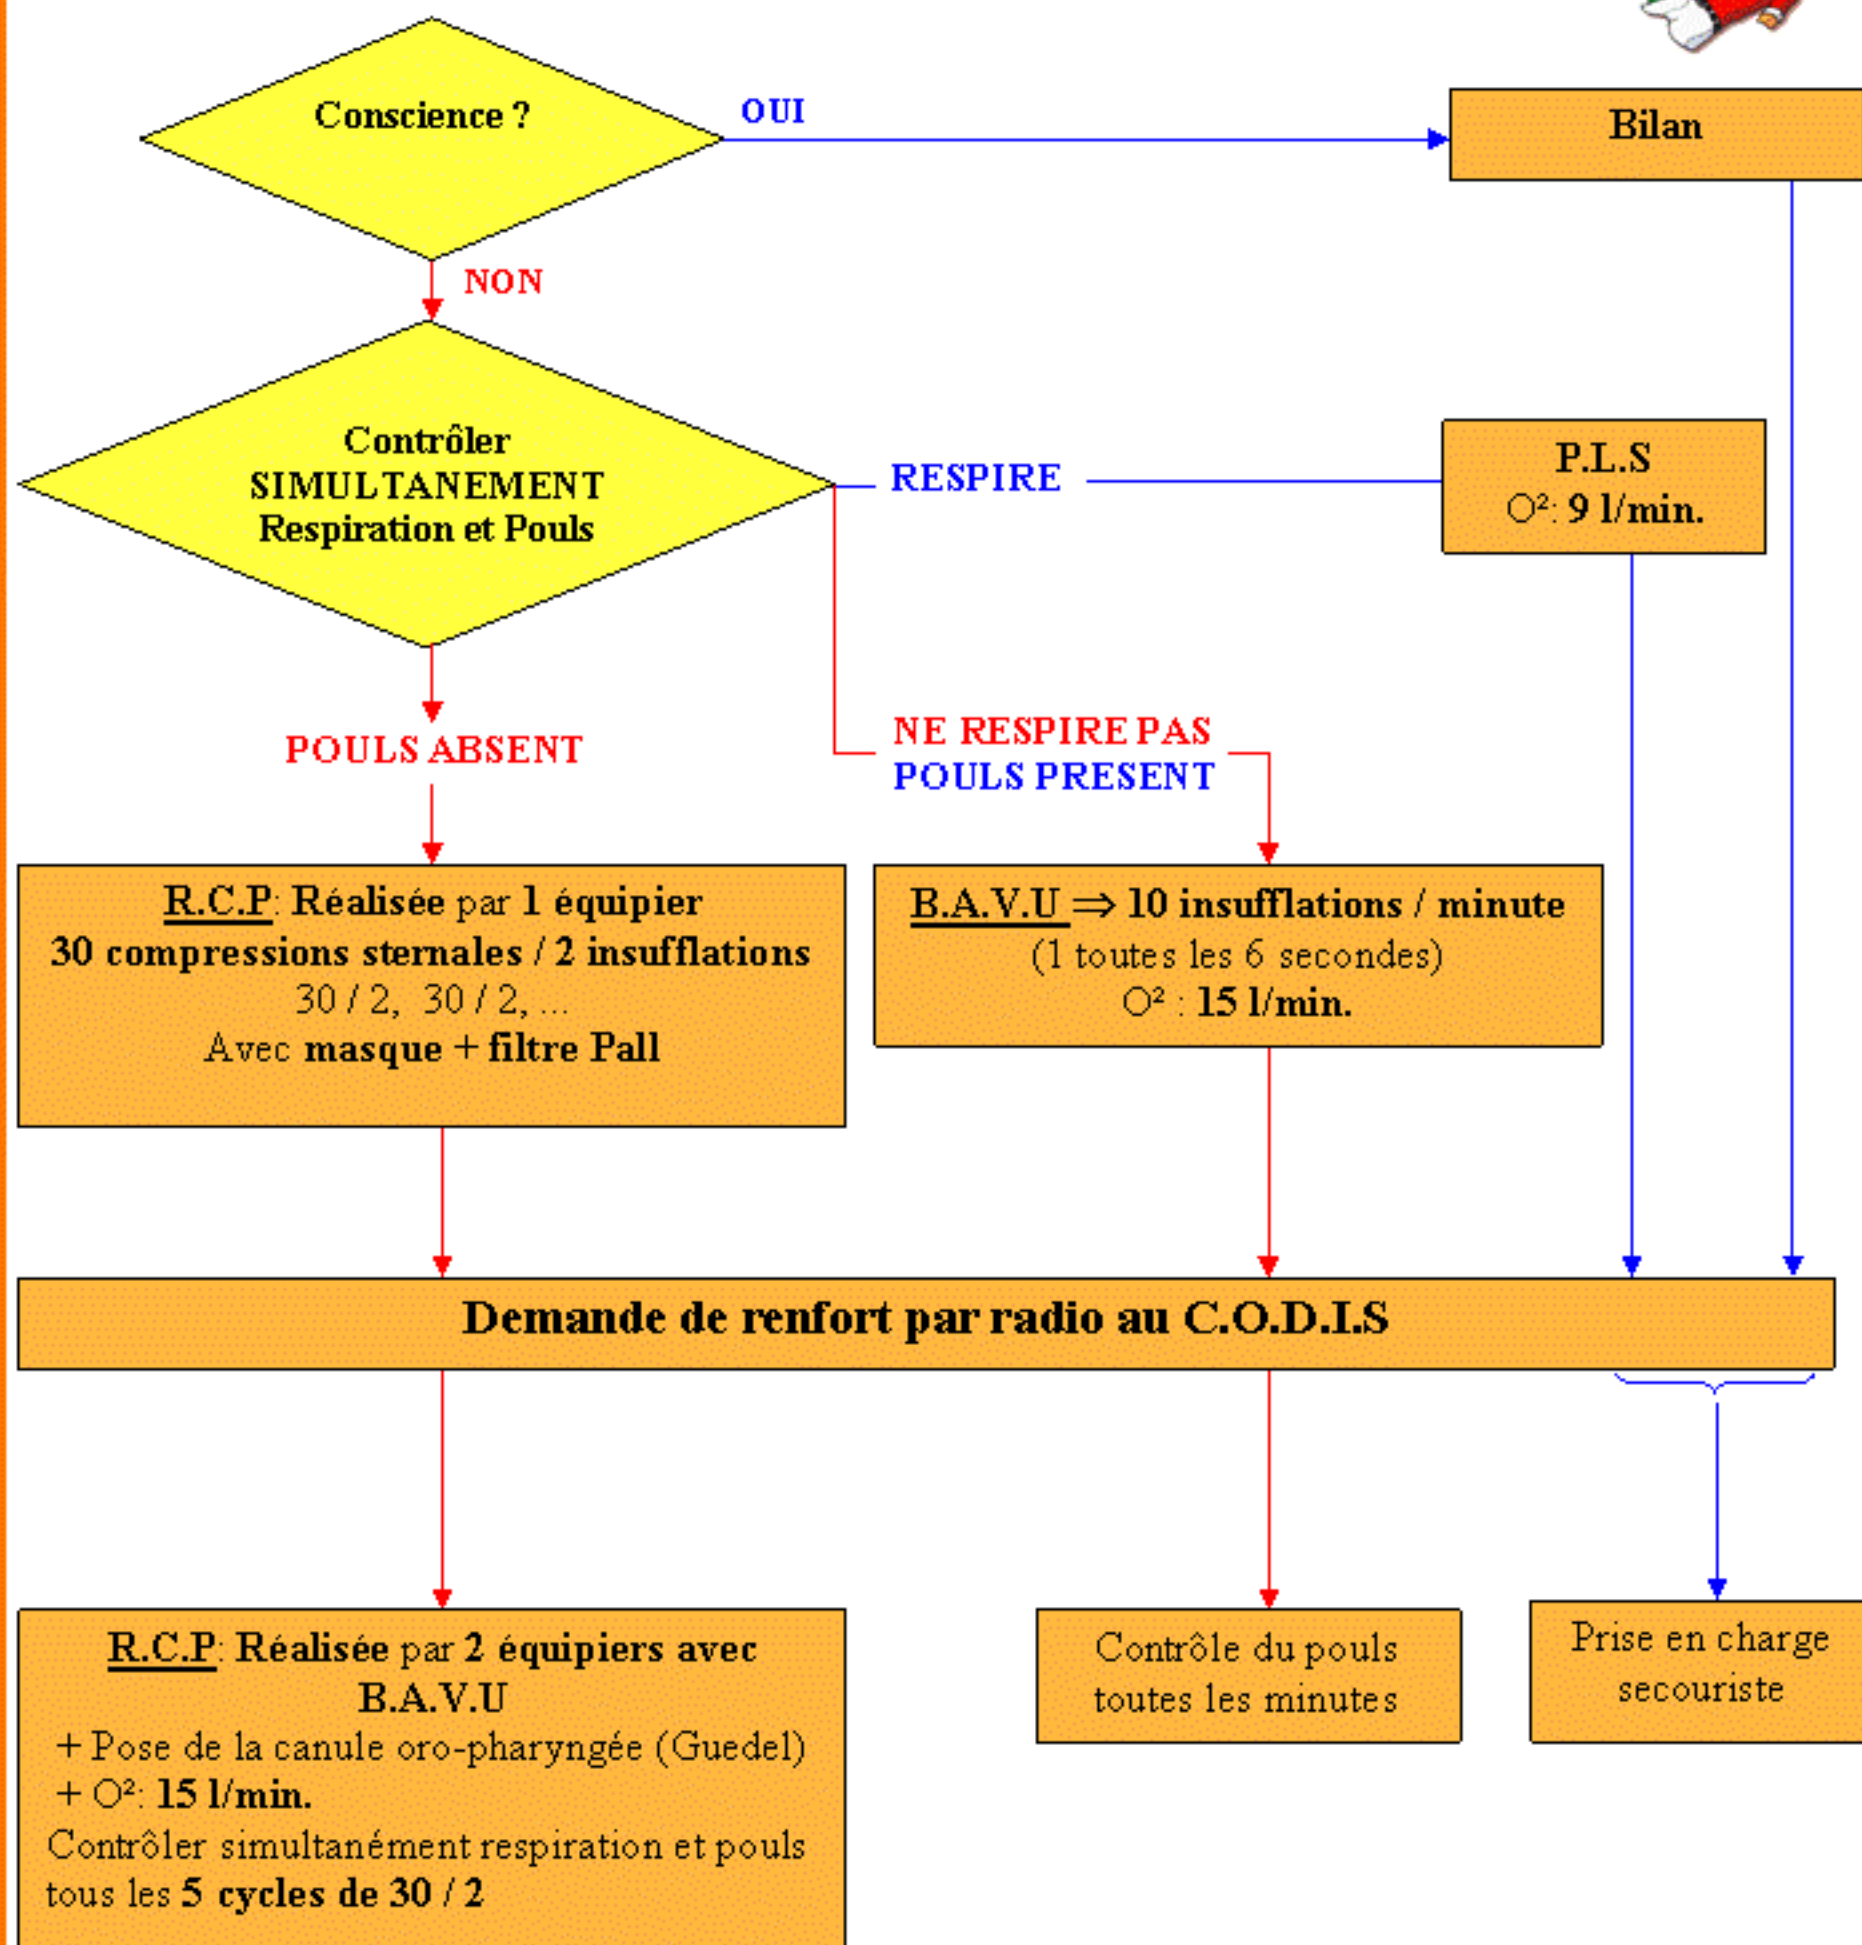 Conscience ?
OUI
Bilan
NON
Contrôler
SIMULTANEMENT
Respiration et Pouls
RESPIRE
P.L.S
O²: 9 l/min.
POULS ABSENT
NE RESPIRE PAS
POULS PRESENT
R.C.P: Réalisée par 1 équipier
30 compressions sternales / 2 insufflations
30 / 2, 30 / 2, ...
Avec masque + filtre Pall
B.A.V.U ⇒ 10 insufflations / minute
(1 toutes les 6 secondes)
O² : 15 l/min.
Demande de renfort par radio au C.O.D.I.S
R.C.P: Réalisée par 2 équipiers avec
B.A.V.U
+ Pose de la canule oro-pharyngée (Guedel)
+ O²: 15 l/min.
Contrôler simultanément respiration et pouls
tous les 5 cycles de 30 / 2
Contrôle du pouls
toutes les minutes
Prise en charge
secouriste